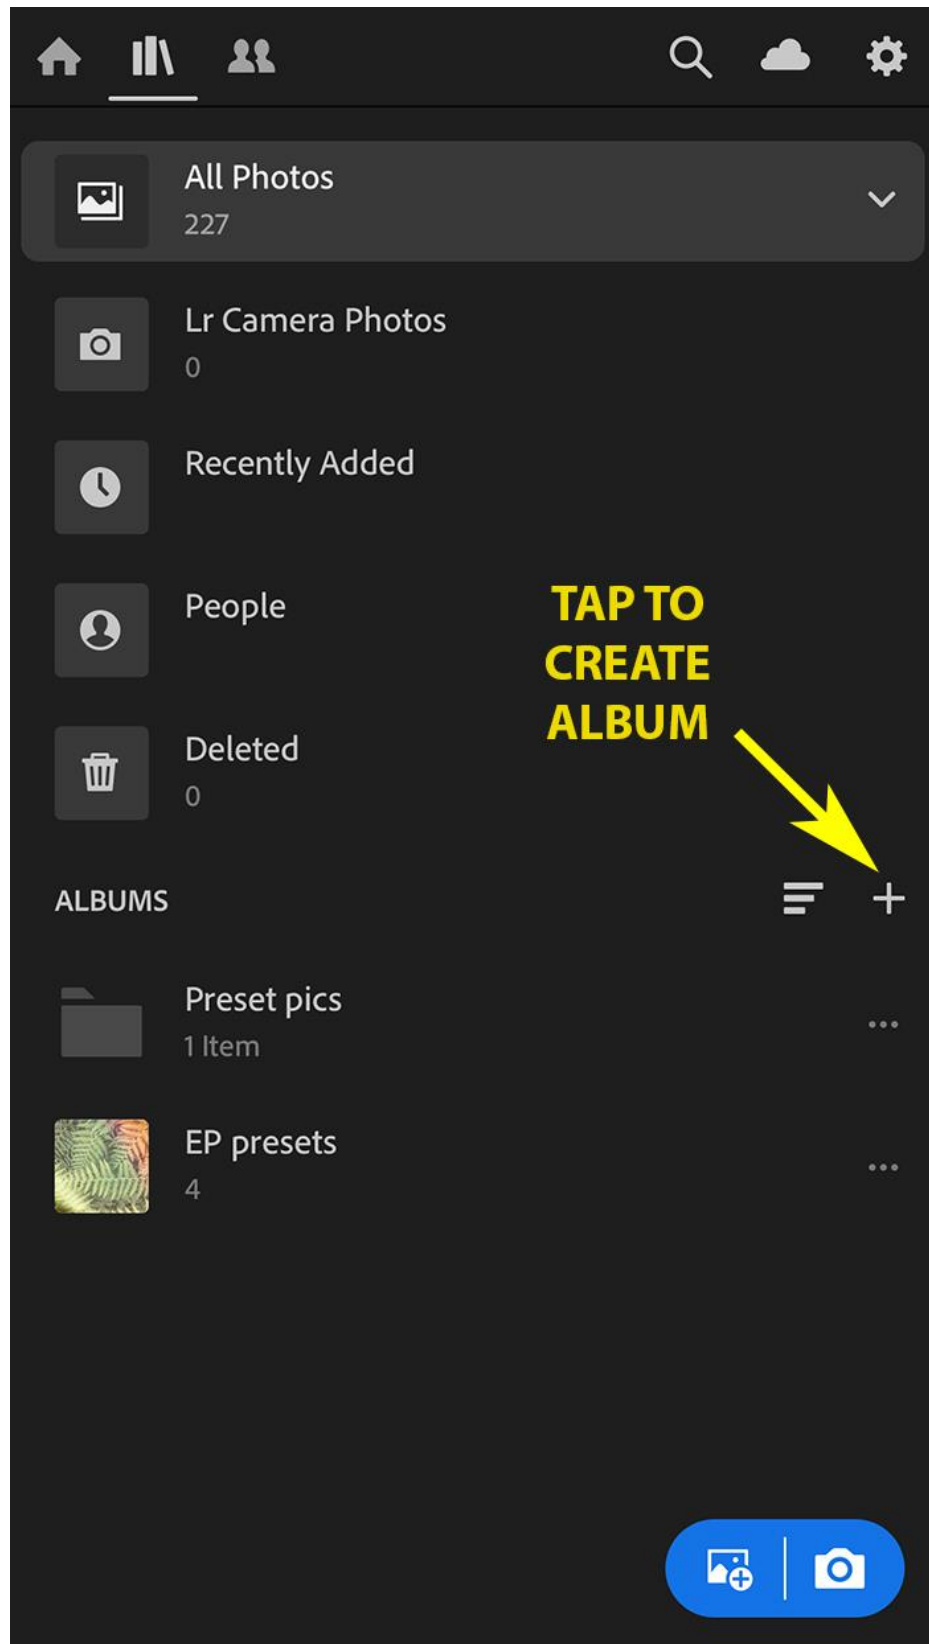 All Photos
227
Lr Camera Photos
0
Recently Added
People
TAP TO
CREATE
ALBUM
Deleted
0
ALBUMS
Preset pics
1 Item
EP presets
4